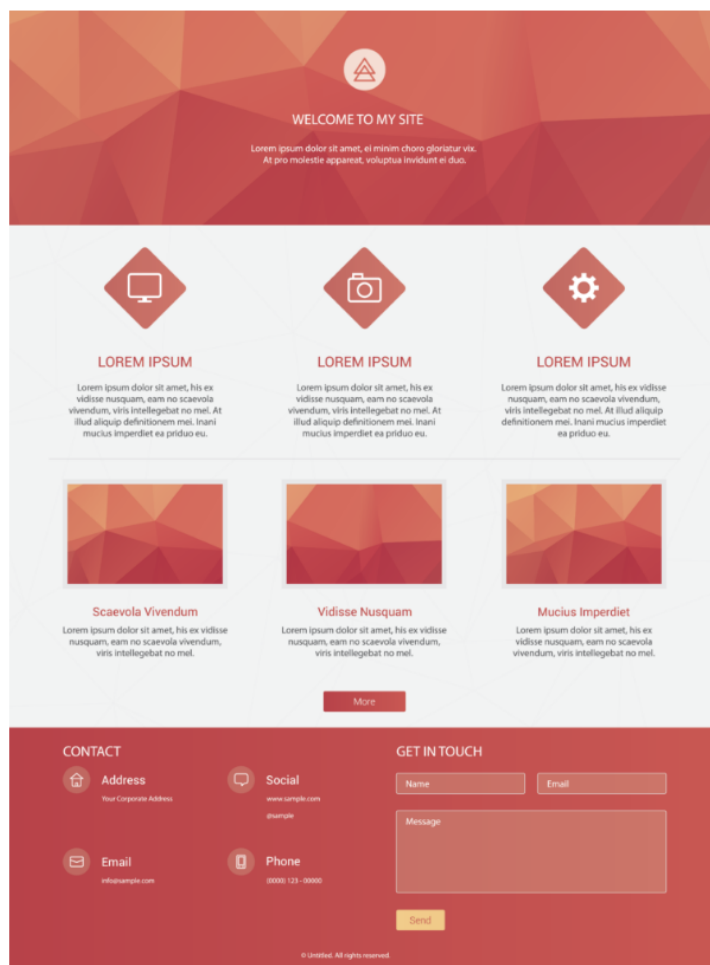 WELCOME TO MY SITE
Lorem ipsum dolor sit amet, ei minim choro gloriatur vix.
At pro molestie appareat, voluptua invidunt ei duo.
LOREM IPSUM
Lorem ipsum dolor sit amet, his ex
vidisse nusquam, eam no scaevola
vivendum, viris intellegebat no mel. At
illud aliquip definitionem mei. Inani
mucius imperdiet ea priduo eu.
LOREM IPSUM
Lorem ipsum dolor sit amet, his ex
vidisse nusquam, eam no scaevola
vivendum, viris intellegebat no mel. At
illud aliquip definitionem mei. Inani
mucius imperdiet ea priduo eu.
LOREM IPSUM
Lorem ipsum dolor sit amet, his ex vidisse
nusquam, eam no scaevola vivendum, viris
intellegebat no mel. At illud aliquip
definitionem mei. Inani mucius imperdiet
ea priduo eu.
Scaevola Vivendum
Lorem ipsum dolor sit amet, his ex vidisse
nusquam, eam no scaevola vivendum,
viris intellegebat no mel.
Vidisse Nusquam
Lorem ipsum dolor sit amet, his ex vidisse
nusquam, eam no scaevola vivendum,
viris intellegebat no mel.
Mucius Imperdiet
Lorem ipsum dolor sit amet, his ex
vidisse nusquam, eam no scaevola
vivendum, viris intellegebat no mel.
More
CONTACT
Address
Your Corporate Address
Social
www.sample.com
@sample
Email
info@sample.com
Phone
(0000) 123 - 00000
GET IN TOUCH
Name
Email
Message
Send
© Untitled. All rights reserved.